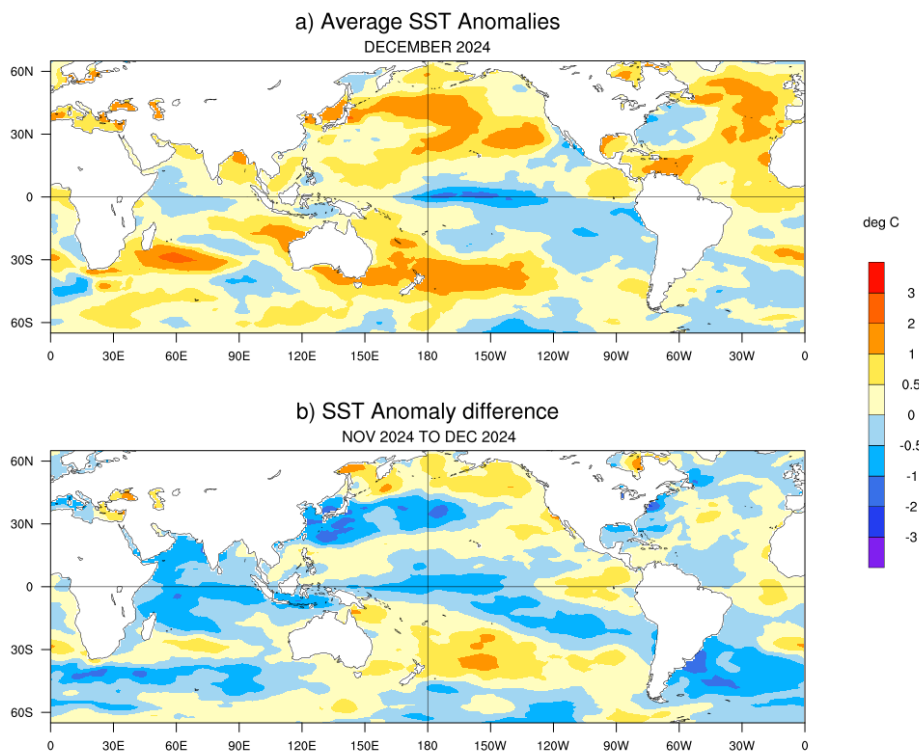 a) Average SST Anomalies
DECEMBER 2024
60N
30N
0
30S
60S
0 30E 60E 90E 120E 150E 180 150W 120W 90W 60W 30W 0
deg C
3
2
1
0.5
0
-0.5
-1
-2
-3
b) SST Anomaly difference
NOV 2024 TO DEC 2024
60N
30N
0
30S
60S
0 30E 60E 90E 120E 150E 180 150W 120W 90W 60W 30W 0